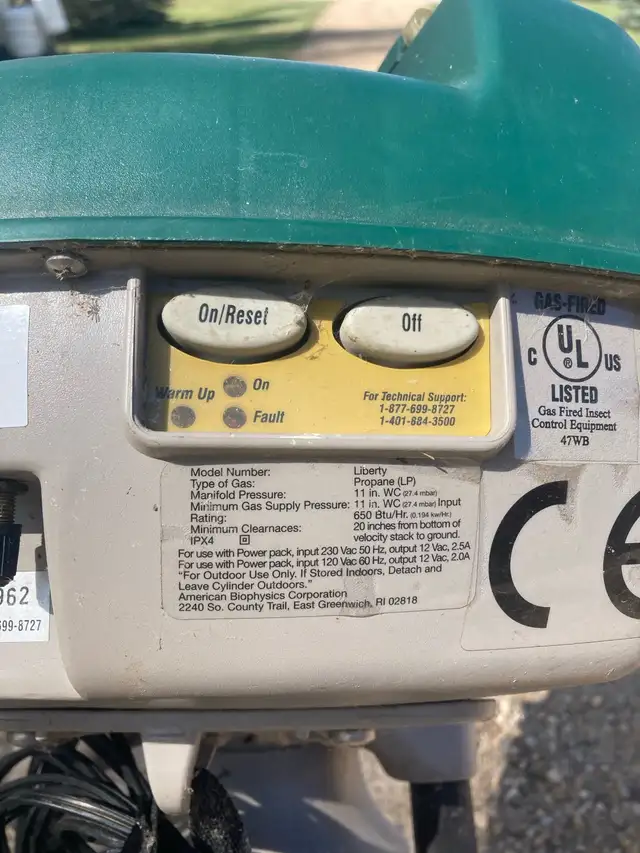 On/Reset
Off
Warm Up
On
Fault
For Technical Support:
1-877-699-8727
1-401-884-3500
GAS-FIRED
C UL ® US
LISTED
Gas Fired Insect
Control Equipment
47WB
Model Number: Liberty
Type of Gas: Propane (LP)
Manifold Pressure: 11 in. WC (27.4 mbar)
Minimum Gas Supply Pressure: 11 in. WC (27.4 mbar) Input
Rating: 650 Btu/Hr. (0.194 kw/Hr.)
Minimum Clearnaces: 20 inches from bottom of
IPX4 velocity stack to ground.
For use with Power pack, input 230 Vac 50 Hz, output 12 Vac, 2.5A
For use with Power pack, input 120 Vac 60 Hz, output 12 Vac, 2.0A
"For Outdoor Use Only. If Stored Indoors, Detach and
Leave Cylinder Outdoors."
American Biophysics Corporation
2240 So. County Trail, East Greenwich, RI 02818
CE
962
699-8727